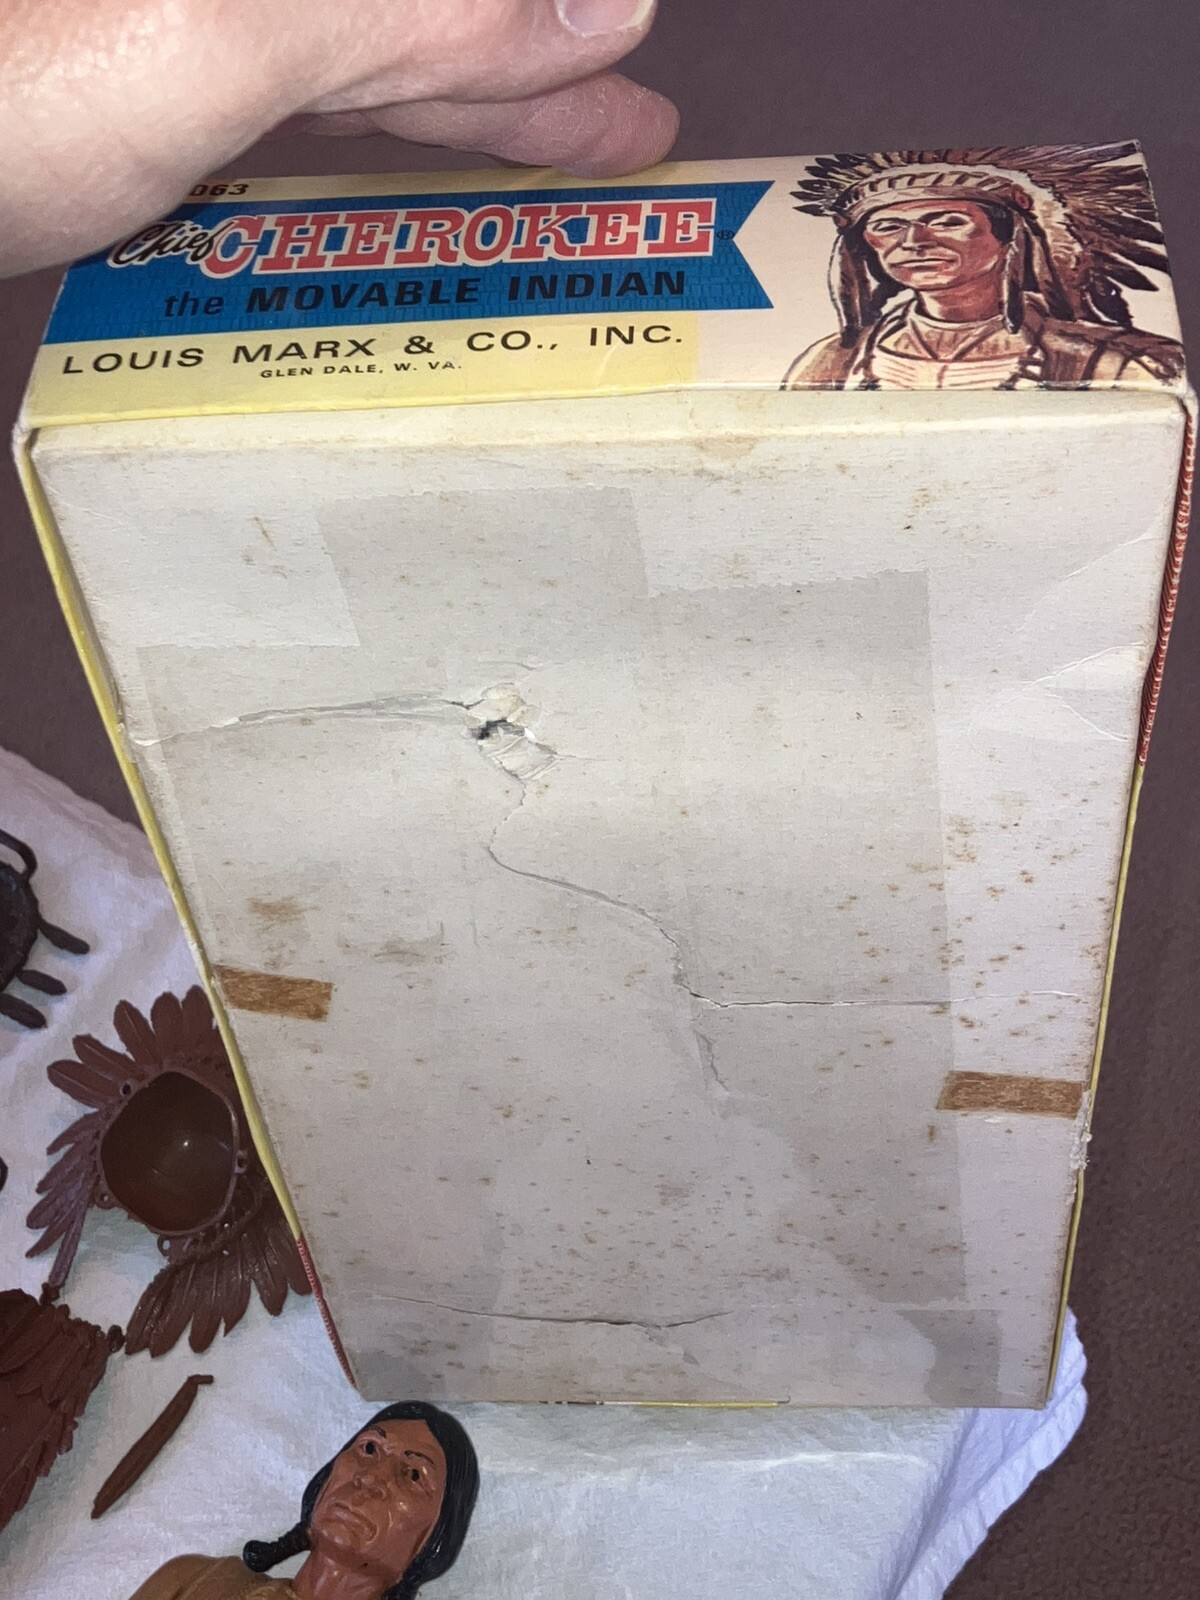 063
Chief CHEROKEE®
the MOVABLE INDIAN
LOUIS MARX & CO., INC.
GLEN DALE, W. VA.